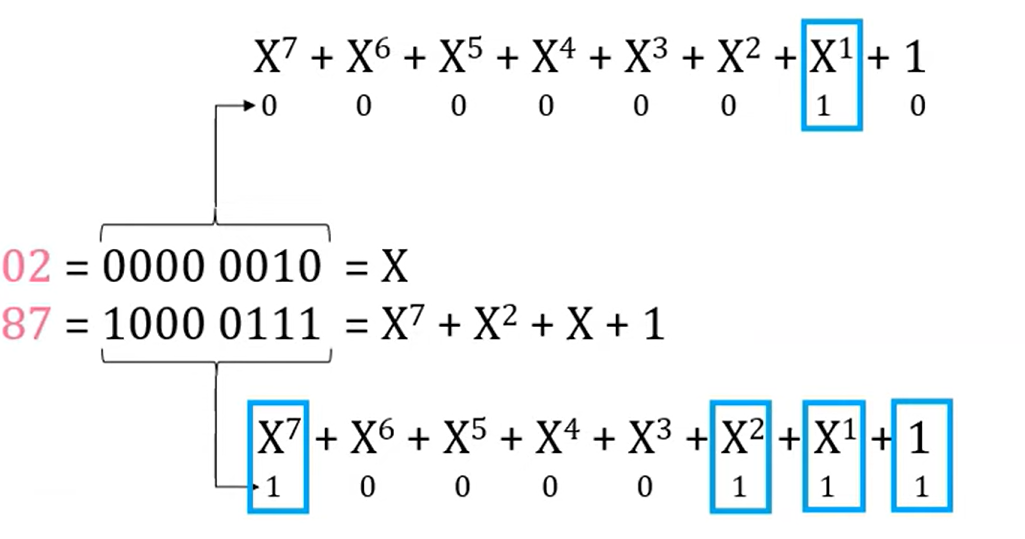 X⁷ + X⁶ + X⁵ + X⁴ + X³ + X² + X¹ + 1
0 0 0 0 0 0 1 0
02 = 0000 0010 = X
87 = 1000 0111 = X⁷ + X² + X + 1
X⁷ + X⁶ + X⁵ + X⁴ + X³ + X² + X¹ + 1
1 0 0 0 0 1 1 1